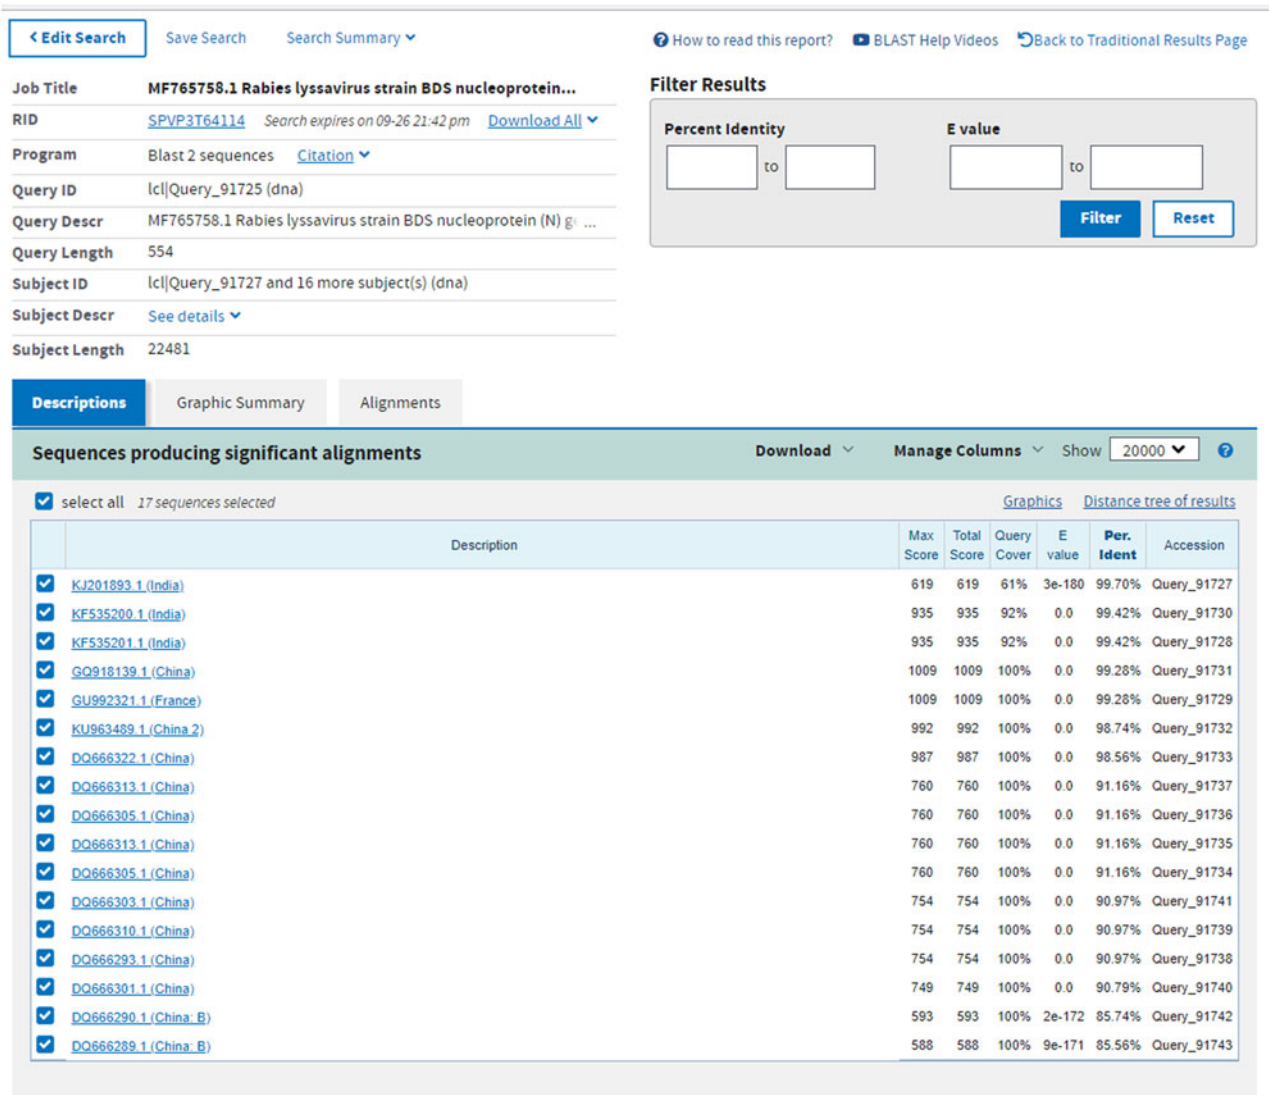 Edit Search Save Search Search Summary How to read this report? BLAST Help Videos Back to Traditional Results Page
Job Title MF765758.1 Rabies lyssavirus strain BDS nucleoprotein...
RID SPVP3T64114 Search expires on 09-26 21:42 pm Download All
Program Blast 2 sequences Citation
Query ID lcl|Query_91725 (dna)
Query Descr MF765758.1 Rabies lyssavirus strain BDS nucleoprotein (N) g ...
Query Length 554
Subject ID lcl|Query_91727 and 16 more subject(s) (dna)
Subject Descr See details
Subject Length 22481
Filter Results
Percent Identity E value
to to
Filter Reset
Descriptions Graphic Summary Alignments
Sequences producing significant alignments Download Manage Columns Show 20000 ?
select all 17 sequences selected Graphics Distance tree of results
Description Max Score Total Score Query Cover E value Per. Ident Accession
KJ201893.1 (India) 619 619 61% 3e-180 99.70% Query_91727
KF535200.1 (India) 935 935 92% 0.0 99.42% Query_91730
KF535201.1 (India) 935 935 92% 0.0 99.42% Query_91728
GQ918139.1 (China) 1009 1009 100% 0.0 99.28% Query_91731
GU992321.1 (France) 1009 1009 100% 0.0 99.28% Query_91729
KU963489.1 (China 2) 992 992 100% 0.0 98.74% Query_91732
DQ666322.1 (China) 987 987 100% 0.0 98.56% Query_91733
DQ666313.1 (China) 760 760 100% 0.0 91.16% Query_91737
DQ666305.1 (China) 760 760 100% 0.0 91.16% Query_91736
DQ666313.1 (China) 760 760 100% 0.0 91.16% Query_91735
DQ666305.1 (China) 760 760 100% 0.0 91.16% Query_91734
DQ666303.1 (China) 754 754 100% 0.0 90.97% Query_91741
DQ666310.1 (China) 754 754 100% 0.0 90.97% Query_91739
DQ666293.1 (China) 754 754 100% 0.0 90.97% Query_91738
DQ666301.1 (China) 749 749 100% 0.0 90.79% Query_91740
DQ666290.1 (China: B) 593 593 100% 2e-172 85.74% Query_91742
DQ666289.1 (China: B) 588 588 100% 9e-171 85.56% Query_91743